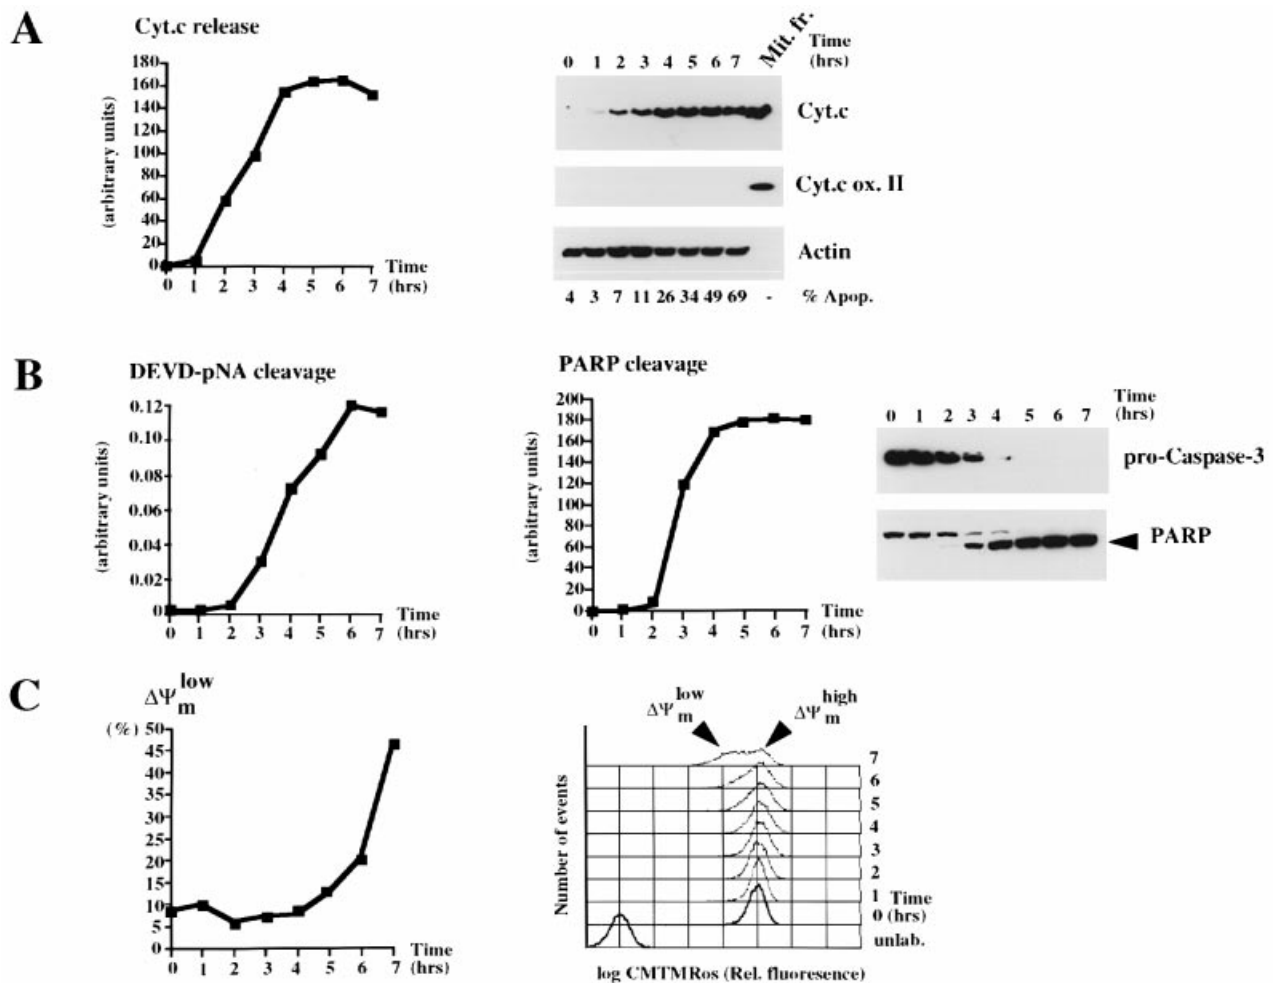 A
Cyt.c release
(arbitrary units)
180
160
140
120
100
80
60
40
20
0
0 1 2 3 4 5 6 7
Time
(hrs)
0 1 2 3 4 5 6 7 Mit. fr.
Time
(hrs)
Cyt.c
Cyt.c ox. II
Actin
4 3 7 11 26 34 49 69 - % Apop.
B
DEVD-pNA cleavage
(arbitrary units)
0.12
0.10
0.08
0.06
0.04
0.02
0
0 1 2 3 4 5 6 7
Time
(hrs)
PARP cleavage
(arbitrary units)
200
180
160
140
120
100
80
60
40
20
0
0 1 2 3 4 5 6 7
Time
(hrs)
0 1 2 3 4 5 6 7
Time
(hrs)
pro-Caspase-3
PARP
C
ΔΨ m low
(%)
50
45
40
35
30
25
20
15
10
5
0
0 1 2 3 4 5 6 7
Time
(hrs)
ΔΨ m low
ΔΨ m high
Number of events
7
6
5
4
3
2
1 Time
0 (hrs)
unlab.
log CMTMRos (Rel. fluoresence)